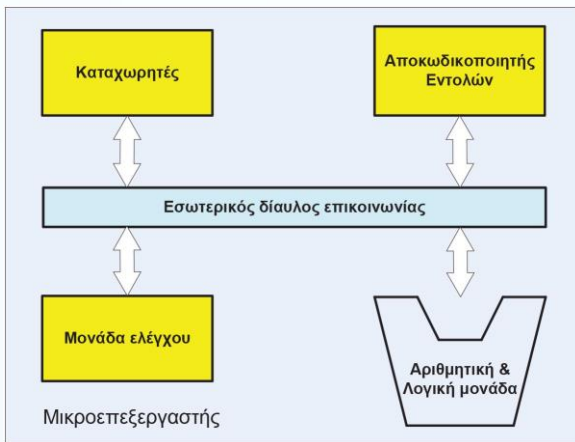 Καταχωρητές
Αποκωδικοποιητής
Εντολών
Εσωτερικός δίαυλος επικοινωνίας
Μονάδα ελέγχου
Αριθμητική &
Λογική μονάδα
Μικροεπεξεργαστής